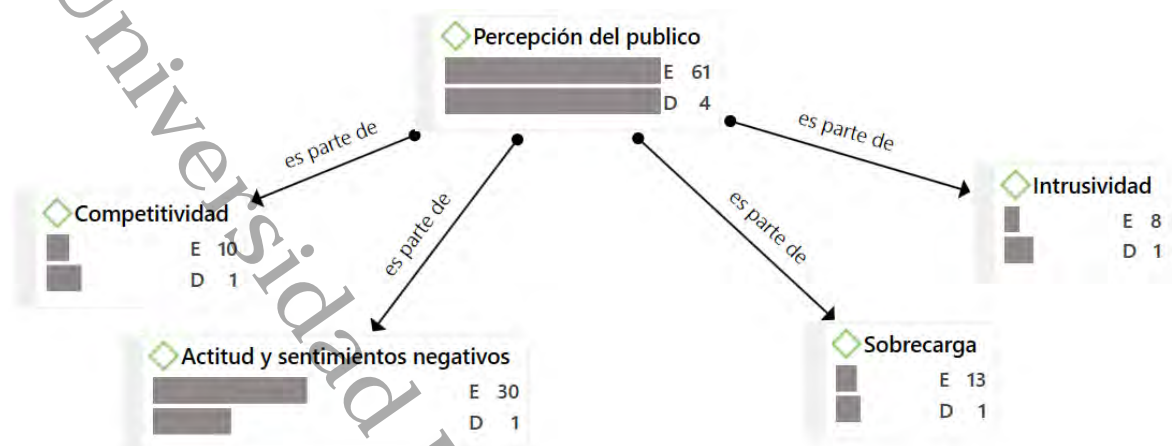 Percepción del publico
E 61
D 4
es parte de
es parte de
es parte de
es parte de
Competitividad
E 10
D 1
Intrusividad
E 8
D 1
Actitud y sentimientos negativos
E 30
D 1
Sobrecarga
E 13
D 1
Universidad